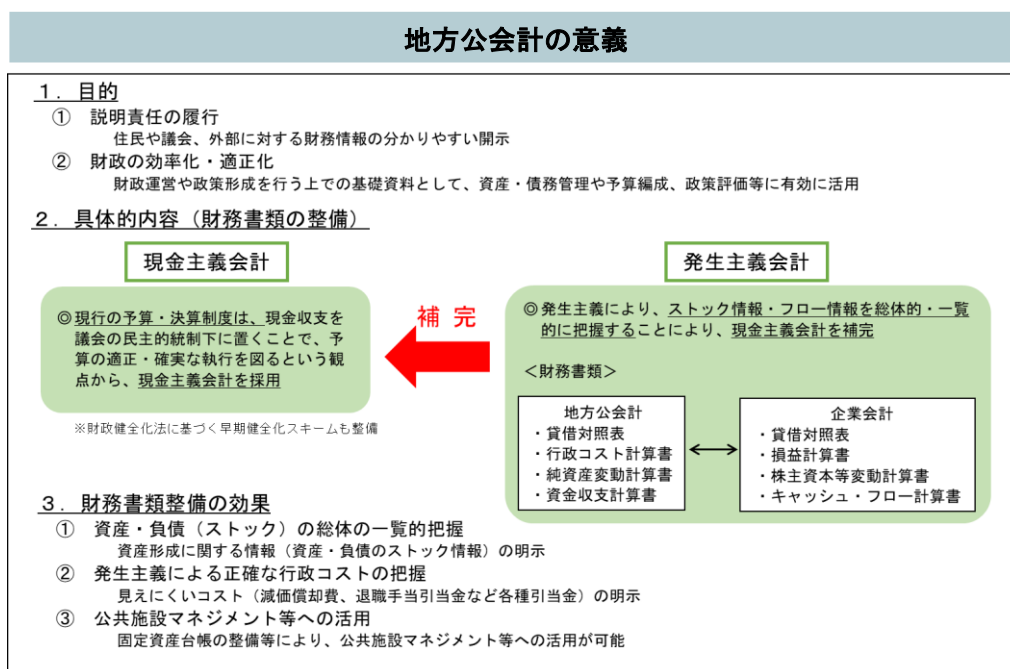 地方公会計の意義
１．目的
① 説明責任の履行
住民や議会、外部に対する財務情報の分かりやすい開示
② 財政の効率化・適正化
財政運営や政策形成を行う上での基礎資料として、資産・債務管理や予算編成、政策評価等に有効に活用
２．具体的内容（財務書類の整備）
現金主義会計
◎現行の予算・決算制度は、現金収支を
議会の民主的統制下に置くことで、予
算の適正・確実な執行を図るという観
点から、現金主義会計を採用
※財政健全化法に基づく早期健全化スキームも整備
補 完
発生主義会計
◎発生主義により、ストック情報・フロー情報を総体的・一覧
的に把握することにより、現金主義会計を補完
＜財務書類＞
地方公会計
・貸借対照表
・行政コスト計算書
・純資産変動計算書
・資金収支計算書
企業会計
・貸借対照表
・損益計算書
・株主資本等変動計算書
・キャッシュ・フロー計算書
３．財務書類整備の効果
① 資産・負債（ストック）の総体の一覧的把握
資産形成に関する情報（資産・負債のストック情報）の明示
② 発生主義による正確な行政コストの把握
見えにくいコスト（減価償却費、退職手当引当金など各種引当金）の明示
③ 公共施設マネジメント等への活用
固定資産台帳の整備等により、公共施設マネジメント等への活用が可能